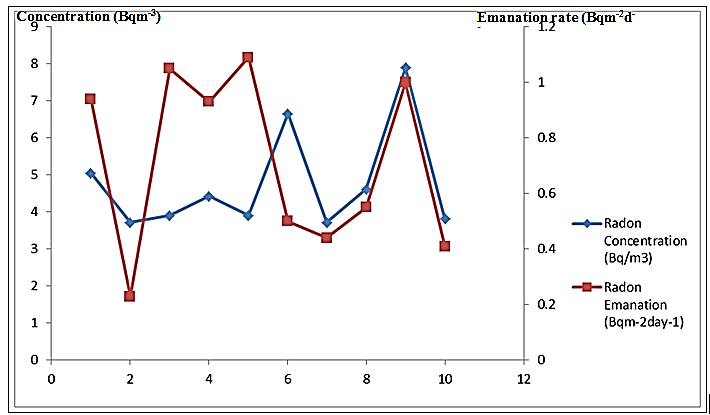 Concentration (Bqm-3) Emanation rate (Bqm-2d-
9
8
7
6
5
4
3
2
1
0
1.2
1
0.8
0.6
0.4
0.2
0
0 2 4 6 8 10 12
Radon
Concentration
(Bq/m3)
Radon
Emanation
(Bqm-2day-1)